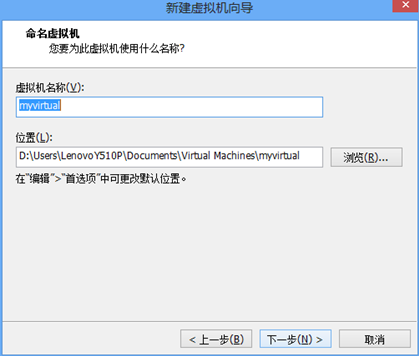 新建虚拟机向导
命名虚拟机
您要为此虚拟机使用什么名称?
虚拟机名称(V):
myvirtual
位置(L):
D:\Users\LenovoY510P\Documents\Virtual Machines\myvirtual
浏览(R)...
在"编辑">"首选项"中可更改默认位置。
< 上一步(B)
下一步(N) >
取消